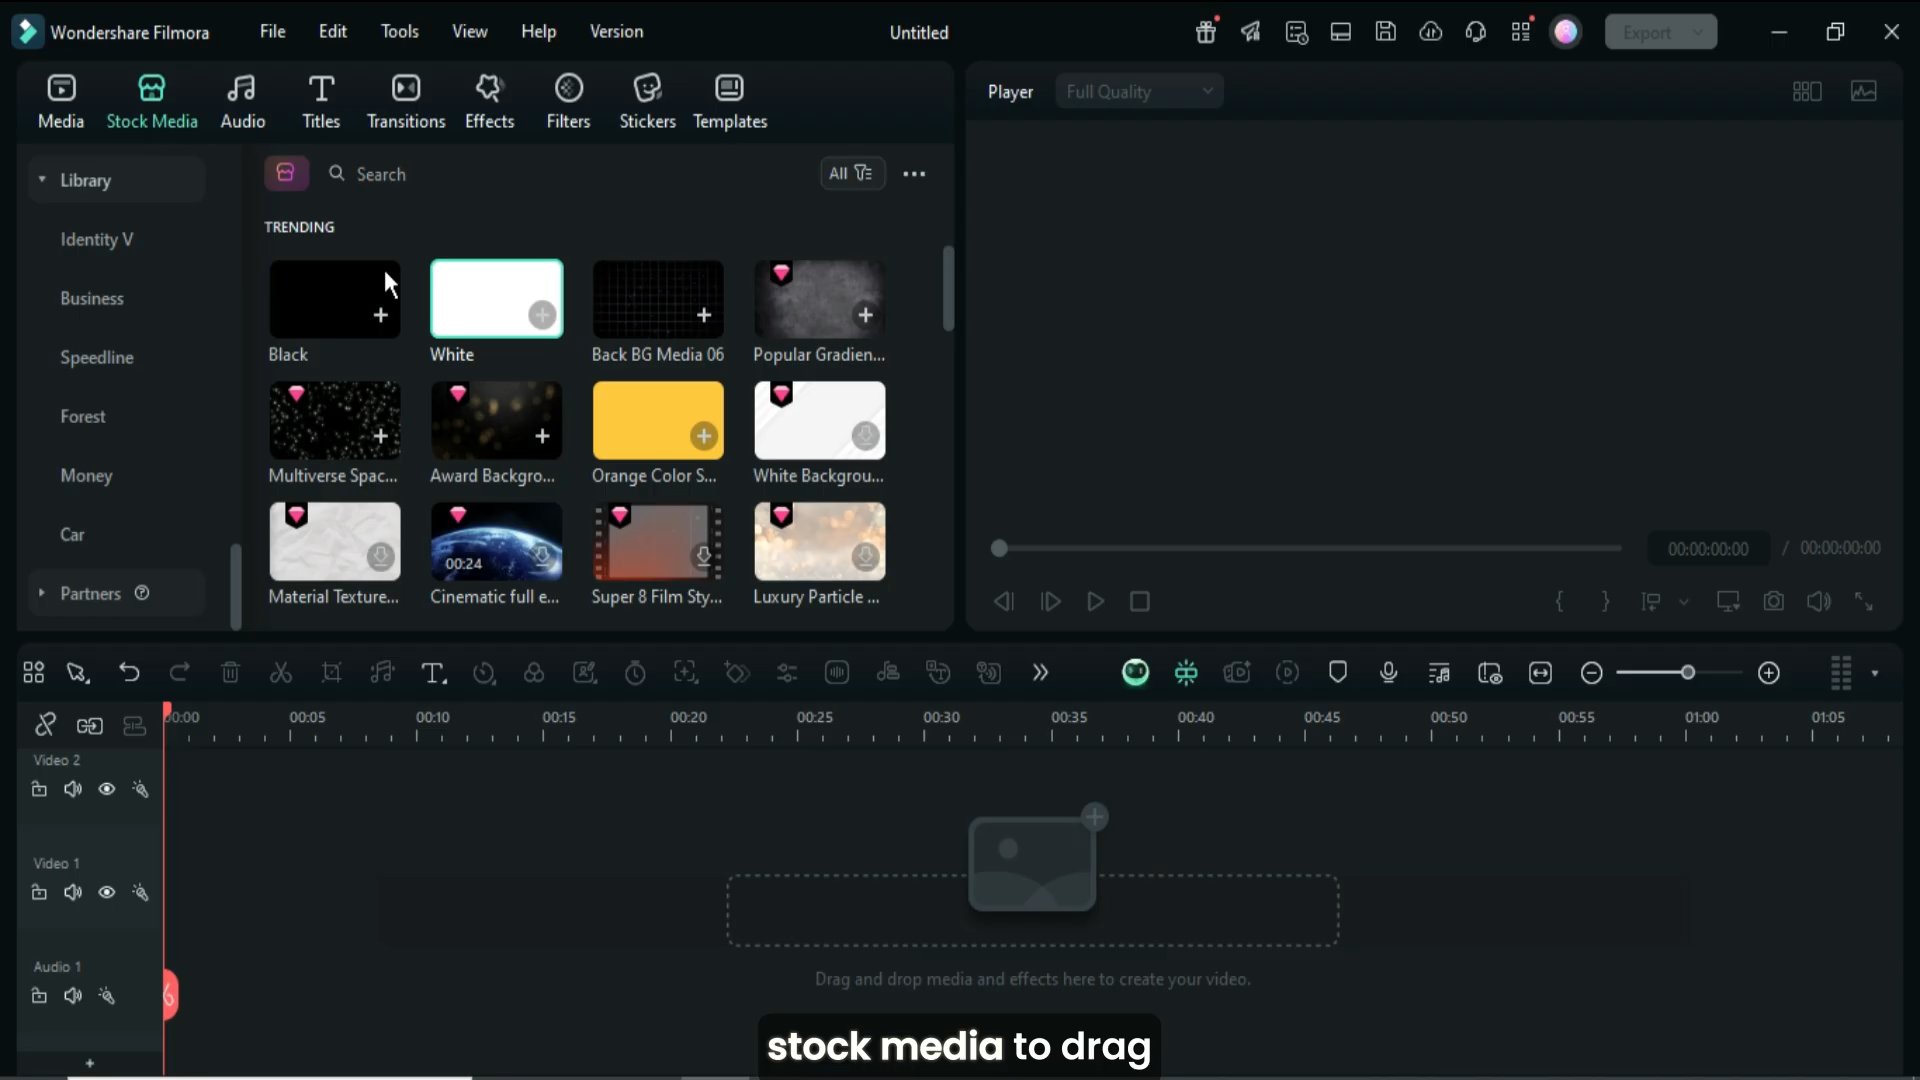 Wondershare Filmora
File
Edit
Tools
View
Help
Version
Untitled
Export
Media
Stock Media
Audio
Titles
Transitions
Effects
Filters
Stickers
Templates
Player
Full Quality
Library
Identity V
Business
Speedline
Forest
Money
Car
Partners
Search
All
TRENDING
Black
White
Back BG Media 06
Popular Gradien...
Multiverse Spac...
Award Backgro...
Orange Color S...
White Backgrou...
00:24
Material Texture...
Cinematic full e...
Super 8 Film Sty...
Luxury Particle ...
00:00:00:00 / 00:00:00:00
00:00
00:05
00:10
00:15
00:20
00:25
00:30
00:35
00:40
00:45
00:50
00:55
01:00
01:05
Video 2
Video 1
Audio 1
Drag and drop media and effects here to create your video.
stock media to drag